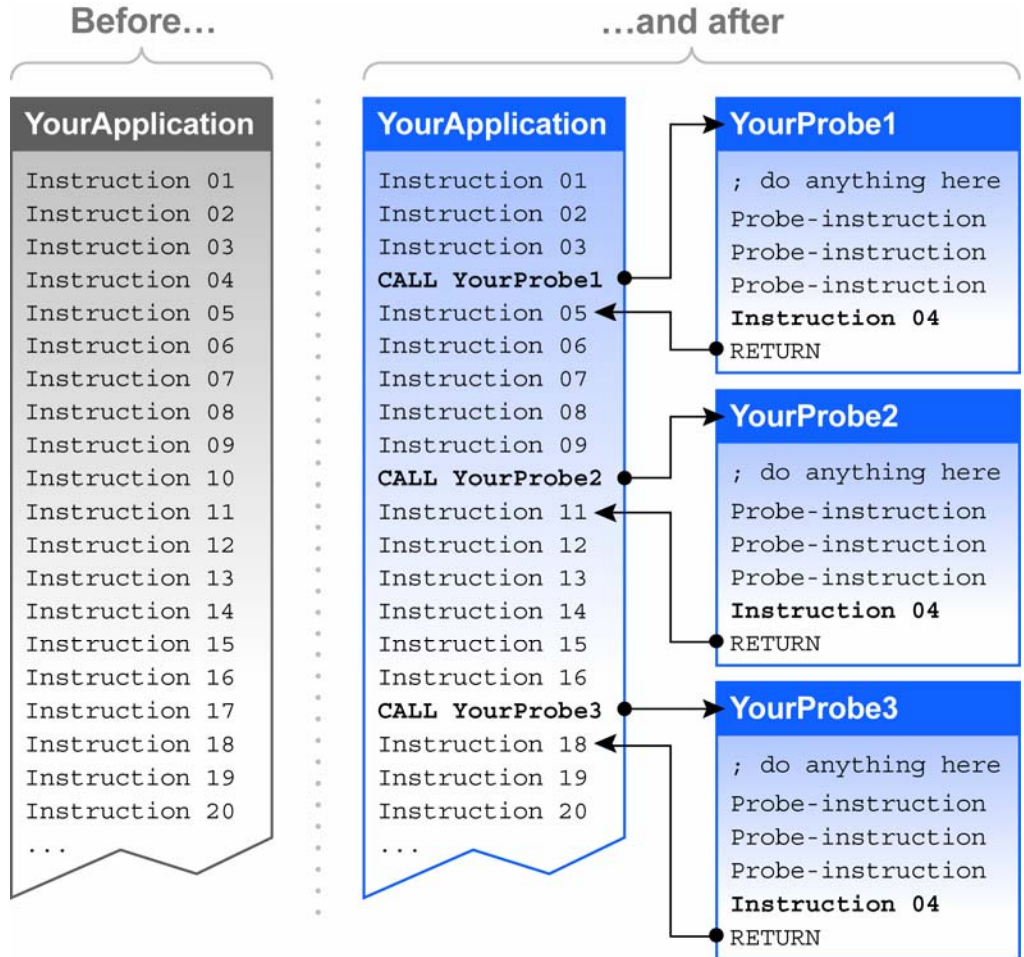 Before…
…and after
YourApplication
Instruction 01
Instruction 02
Instruction 03
Instruction 04
Instruction 05
Instruction 06
Instruction 07
Instruction 08
Instruction 09
Instruction 10
Instruction 11
Instruction 12
Instruction 13
Instruction 14
Instruction 15
Instruction 16
Instruction 17
Instruction 18
Instruction 19
Instruction 20
...
YourApplication
Instruction 01
Instruction 02
Instruction 03
CALL YourProbe1
Instruction 05
Instruction 06
Instruction 07
Instruction 08
Instruction 09
CALL YourProbe2
Instruction 11
Instruction 12
Instruction 13
Instruction 14
Instruction 15
Instruction 16
CALL YourProbe3
Instruction 18
Instruction 19
Instruction 20
...
YourProbe1
; do anything here
Probe-instruction
Probe-instruction
Probe-instruction
Instruction 04
RETURN
YourProbe2
; do anything here
Probe-instruction
Probe-instruction
Probe-instruction
Instruction 04
RETURN
YourProbe3
; do anything here
Probe-instruction
Probe-instruction
Probe-instruction
Instruction 04
RETURN